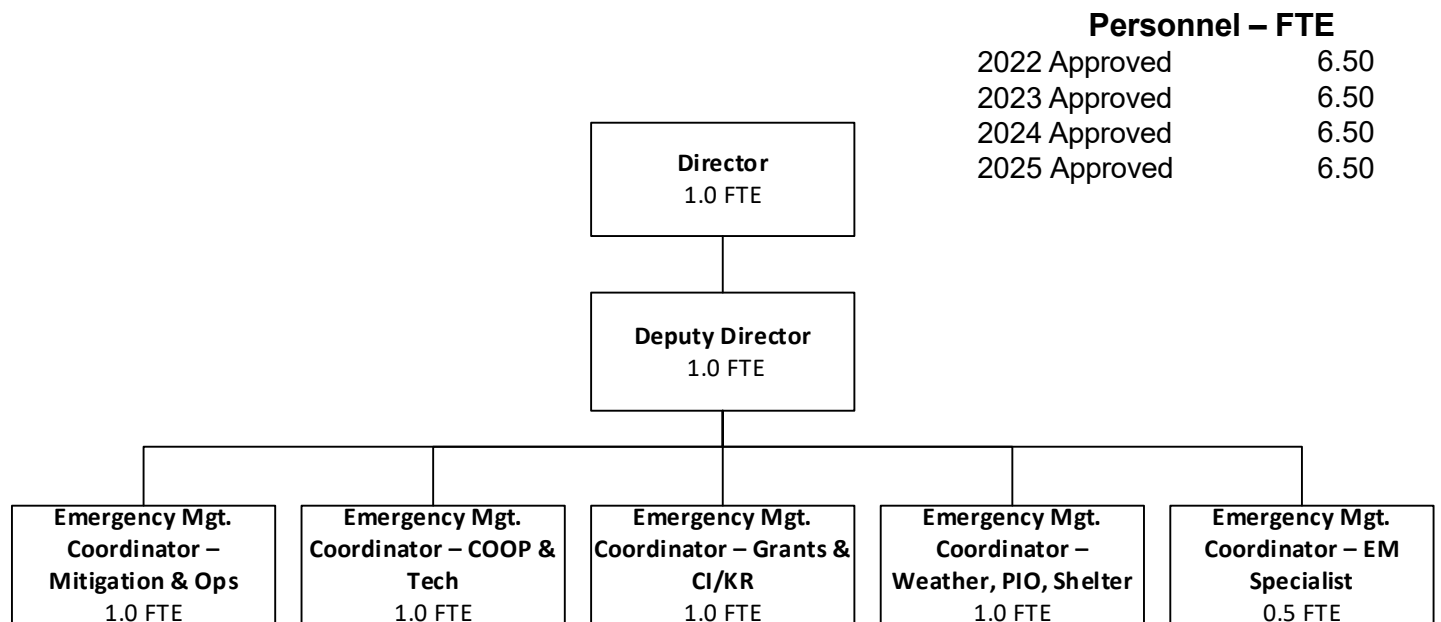 Personnel – FTE
2022 Approved 6.50
2023 Approved 6.50
2024 Approved 6.50
2025 Approved 6.50
Director
1.0 FTE
Deputy Director
1.0 FTE
Emergency Mgt.
Coordinator –
Mitigation & Ops
1.0 FTE
Emergency Mgt.
Coordinator – COOP &
Tech
1.0 FTE
Emergency Mgt.
Coordinator – Grants &
CI/KR
1.0 FTE
Emergency Mgt.
Coordinator –
Weather, PIO, Shelter
1.0 FTE
Emergency Mgt.
Coordinator – EM
Specialist
0.5 FTE